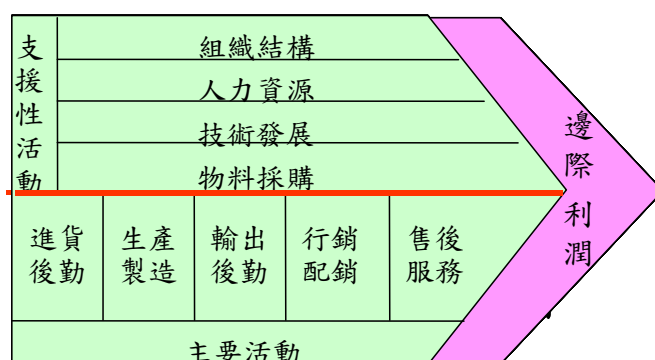 支援性活動
組織結構
人力資源
技術發展
物料採購
邊際利潤
進貨
後勤
生產
製造
輸出
後勤
行銷
配銷
售後
服務
主要活動